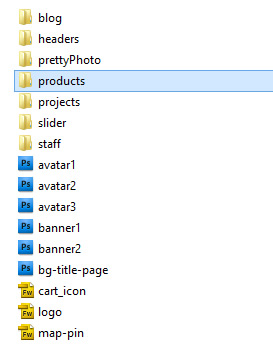 blog
headers
prettyPhoto
products
projects
slider
staff
Ps avatar1
Ps avatar2
Ps avatar3
Ps banner1
Ps banner2
Ps bg-title-page
Fw cart_icon
Fw logo
Fw map-pin